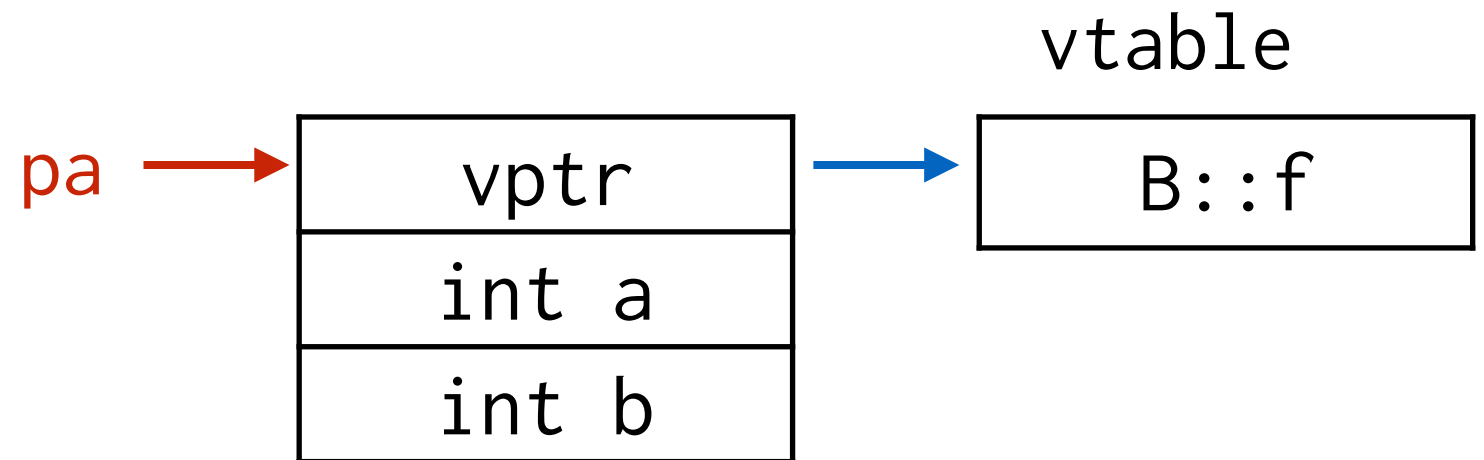 vtable
pa
vptr
B::f
int a
int b